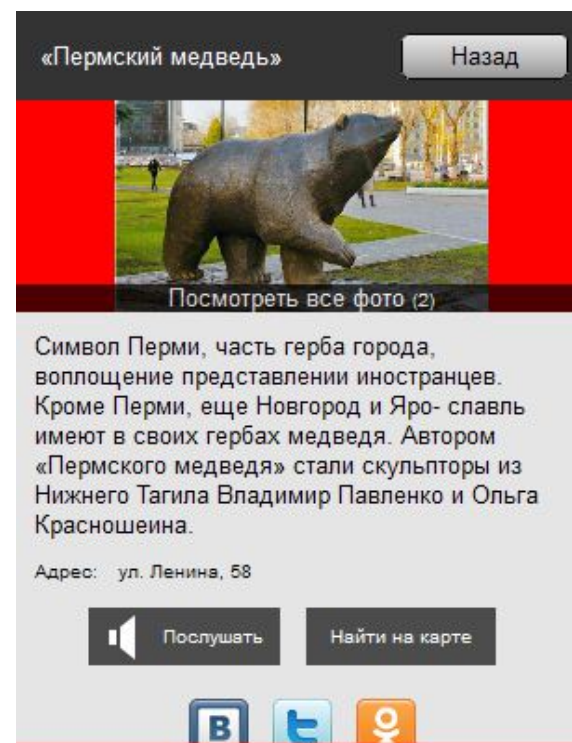 «Пермский медведь»
Назад
Посмотреть все фото (2)
Символ Перми, часть герба города,
воплощение представлении иностранцев.
Кроме Перми, еще Новгород и Яро- славль
имеют в своих гербах медведя. Автором
«Пермского медведя» стали скульпторы из
Нижнего Тагила Владимир Павленко и Ольга
Красношеина.
Адрес: ул. Ленина, 58
Послушать
Найти на карте
В